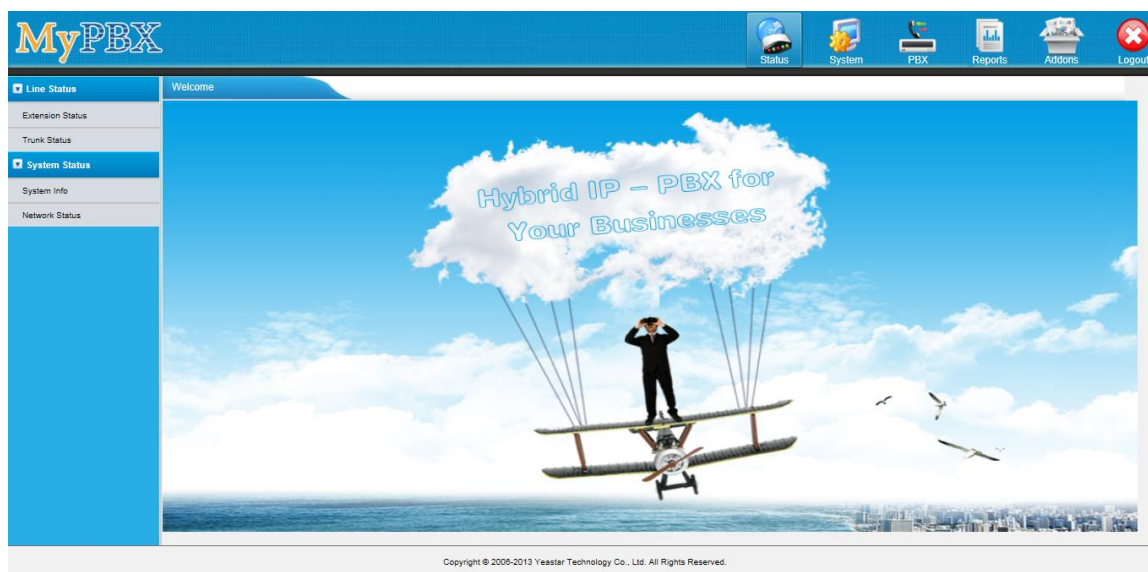 MyPBX
Status
System
PBX
Reports
Addons
Logout
Line Status
Extension Status
Trunk Status
System Status
System Info
Network Status
Welcome
Hybrid IP – PBX for
Your Businesses
Copyright © 2006-2013 Yeastar Technology Co., Ltd. All Rights Reserved.